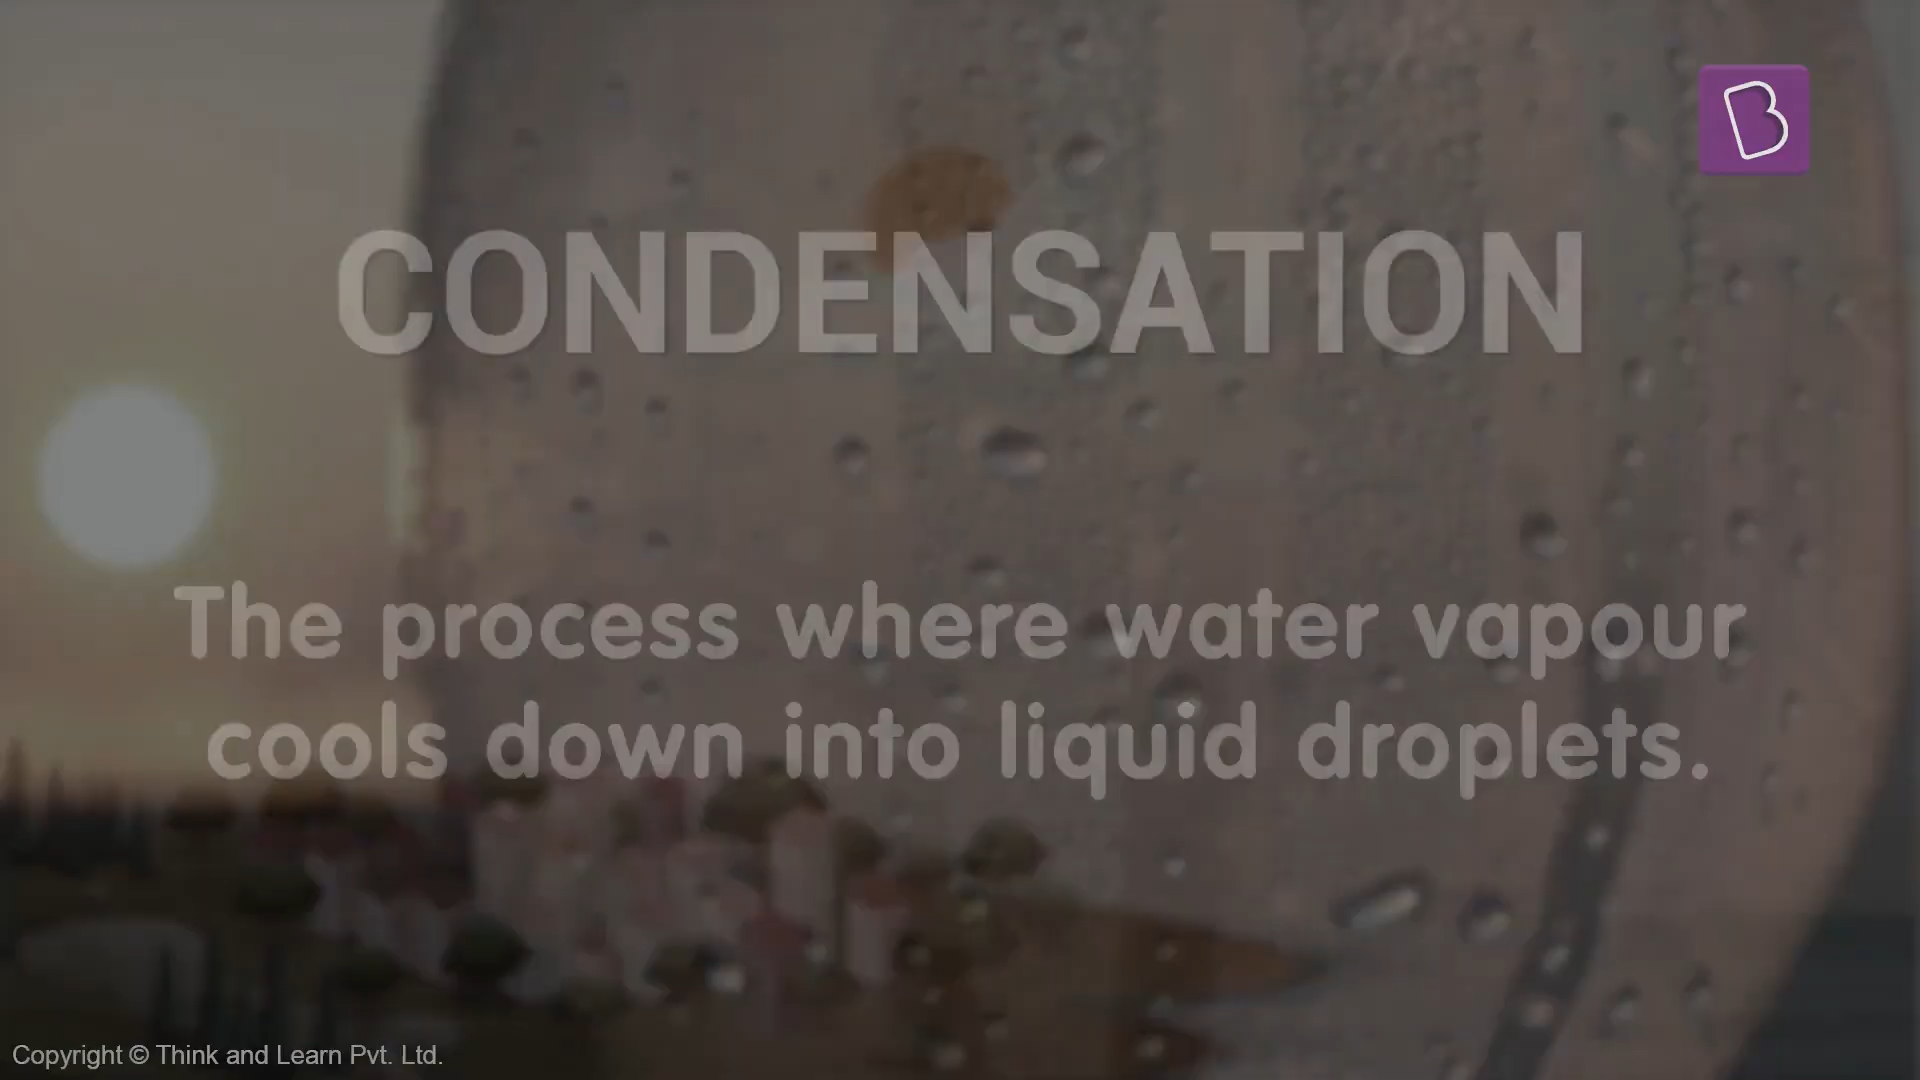 B
CONDENSATION
The process where water vapour
cools down into liquid droplets.
Copyright © Think and Learn Pvt. Ltd.